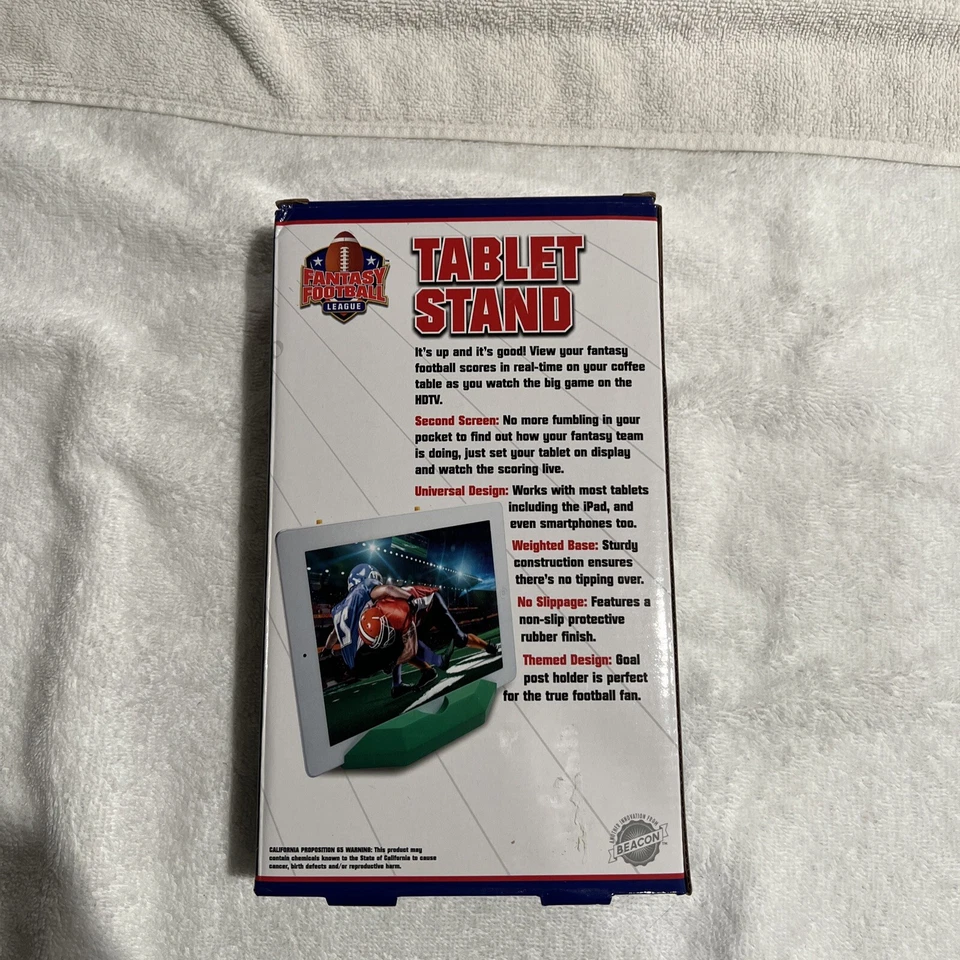 FANTASY
FOOTBALL
LEAGUE
TABLET
STAND
It's up and it's good! View your fantasy
football scores in real-time on your coffee
table as you watch the big game on the
HDTV.
Second Screen: No more fumbling in your
pocket to find out how your fantasy team
is doing, just set your tablet on display
and watch the scoring live.
Universal Design: Works with most tablets
including the iPad, and
even smartphones too.
Weighted Base: Sturdy
construction ensures
there's no tipping over.
No Slippage: Features a
non-slip protective
rubber finish.
Themed Design: Goal
post holder is perfect
for the true football fan.
CALIFORNIA PROPOSITION 65 WARNING: This product may
contain chemicals known to the State of California to cause
cancer, birth defects and/or reproductive harm.
ANOTHER INNOVATION FROM
BEACON